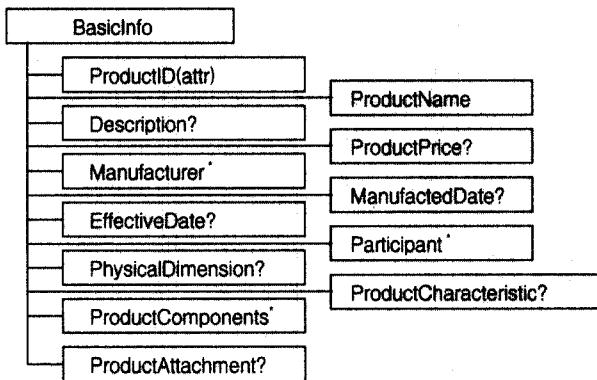 BasicInfo
ProductID(attr)
ProductName
Description?
ProductPrice?
Manufacturer*
ManufactedDate?
EffectiveDate?
Participant*
PhysicalDimension?
ProductCharacteristic?
ProductComponents*
ProductAttachment?